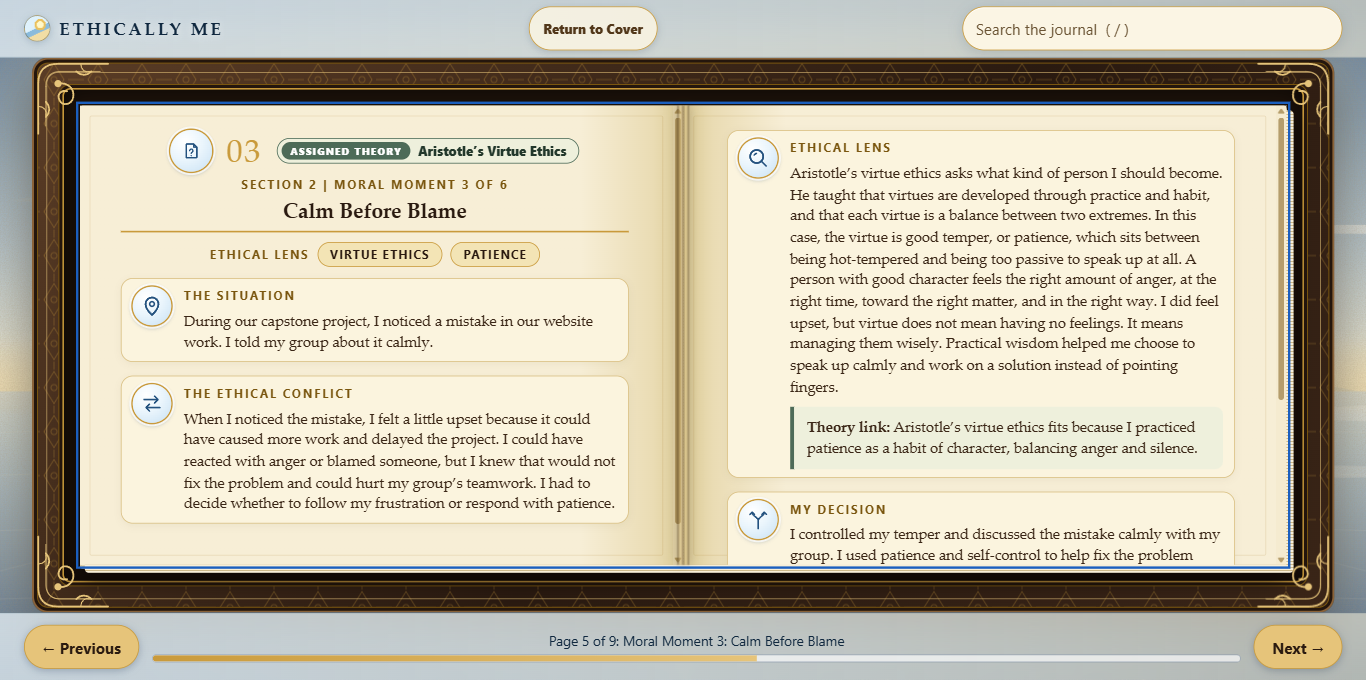 ETHICALLY ME
Return to Cover
Search the journal ( / )
03
ASSIGNED THEORY Aristotle’s Virtue Ethics
SECTION 2 | MORAL MOMENT 3 OF 6
Calm Before Blame
ETHICAL LENS VIRTUE ETHICS PATIENCE
THE SITUATION
During our capstone project, I noticed a mistake in our website
work. I told my group about it calmly.
THE ETHICAL CONFLICT
When I noticed the mistake, I felt a little upset because it could
have caused more work and delayed the project. I could have
reacted with anger or blamed someone, but I knew that would not
fix the problem and could hurt my group’s teamwork. I had to
decide whether to follow my frustration or respond with patience.
ETHICAL LENS
Aristotle’s virtue ethics asks what kind of person I should become.
He taught that virtues are developed through practice and habit,
and that each virtue is a balance between two extremes. In this
case, the virtue is good temper, or patience, which sits between
being hot-tempered and being too passive to speak up at all. A
person with good character feels the right amount of anger, at the
right time, toward the right matter, and in the right way. I did feel
upset, but virtue does not mean having no feelings. It means
managing them wisely. Practical wisdom helped me choose to
speak up calmly and work on a solution instead of pointing
fingers.
Theory link: Aristotle’s virtue ethics fits because I practiced
patience as a habit of character, balancing anger and silence.
MY DECISION
I controlled my temper and discussed the mistake calmly with my
group. I used patience and self-control to help fix the problem
← Previous
Page 5 of 9: Moral Moment 3: Calm Before Blame
Next →